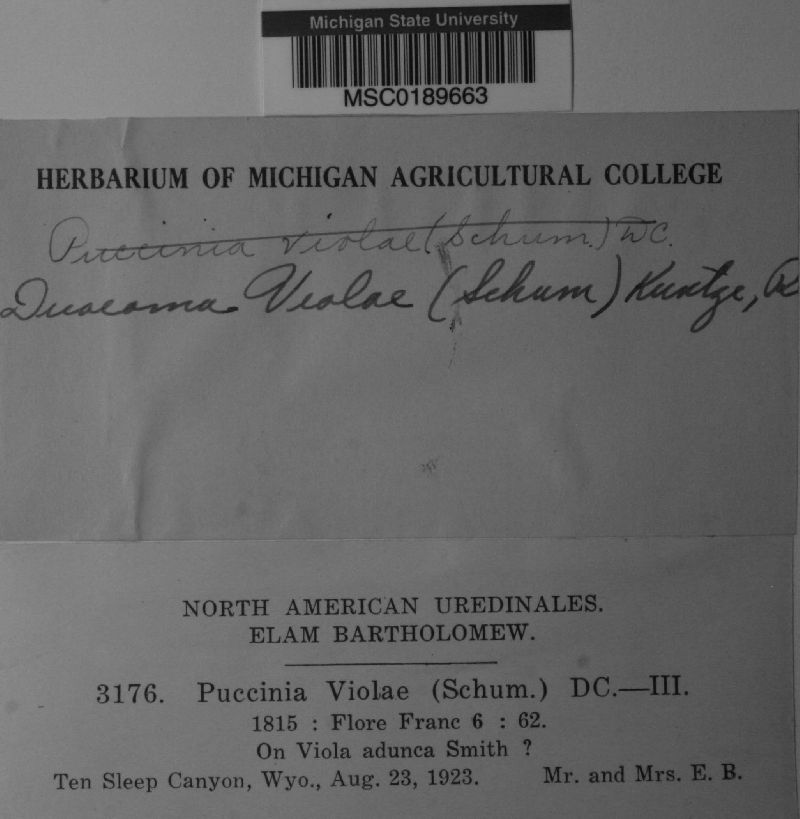 Michigan State University
MSC0189663
HERBARIUM OF MICHIGAN AGRICULTURAL COLLEGE
Puccinia violae (Schum) DC.
Violae (Schum) Kuntze,
NORTH AMERICAN UREDINALES.
ELAM BARTHOLOMEW.
3176. Puccinia Violae (Schum.) DC.—III.
1815 : Flore Franc 6 : 62.
On Viola adunca Smith ?
Ten Sleep Canyon, Wyo., Aug. 23, 1923. Mr. and Mrs. E. B.